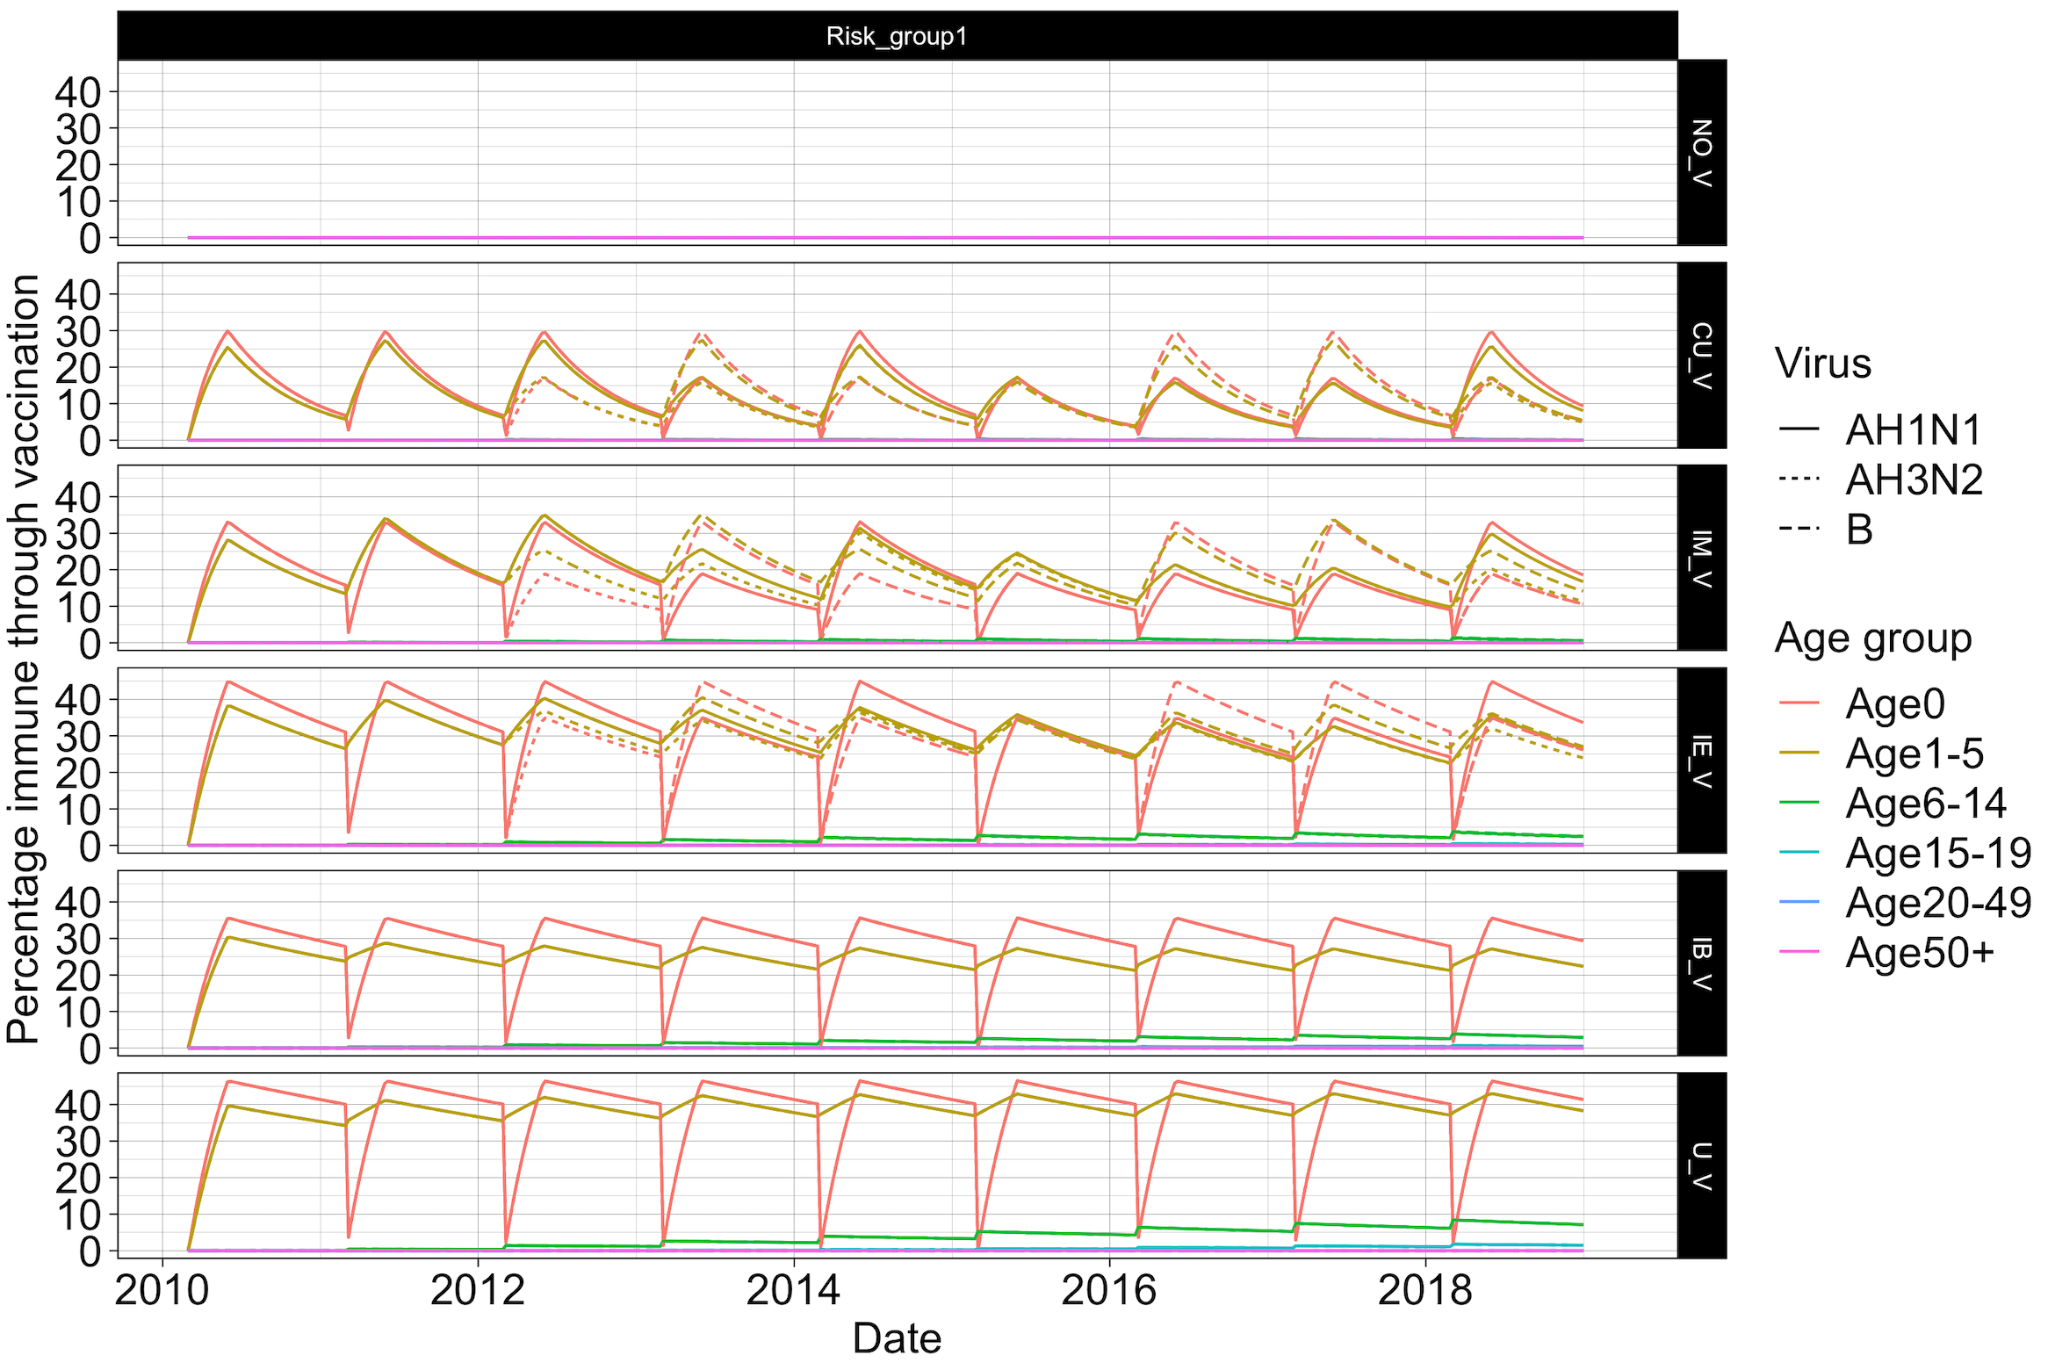 Risk_group1
Percentage immune through vaccination
40
30
20
10
0
NO_V
40
30
20
10
0
CU_V
40
30
20
10
0
IM_V
40
30
20
10
0
IE_V
40
30
20
10
0
IB_V
40
30
20
10
0
U_V
2010
2012
2014
2016
2018
Date
Virus
AH1N1
AH3N2
B
Age group
Age0
Age1-5
Age6-14
Age15-19
Age20-49
Age50+